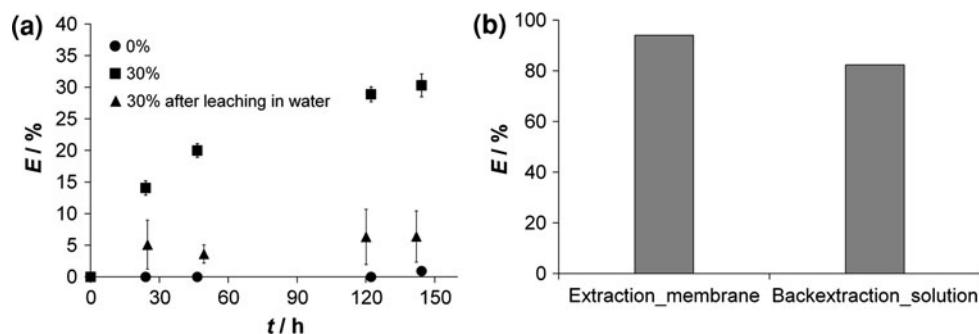 (a)
E / %
40
35
30
25
20
15
10
5
0
0%
30%
30% after leaching in water
0 30 60 90 120 150
t / h
(b)
E / %
100
80
60
40
20
0
Extraction_membrane Backextraction_solution